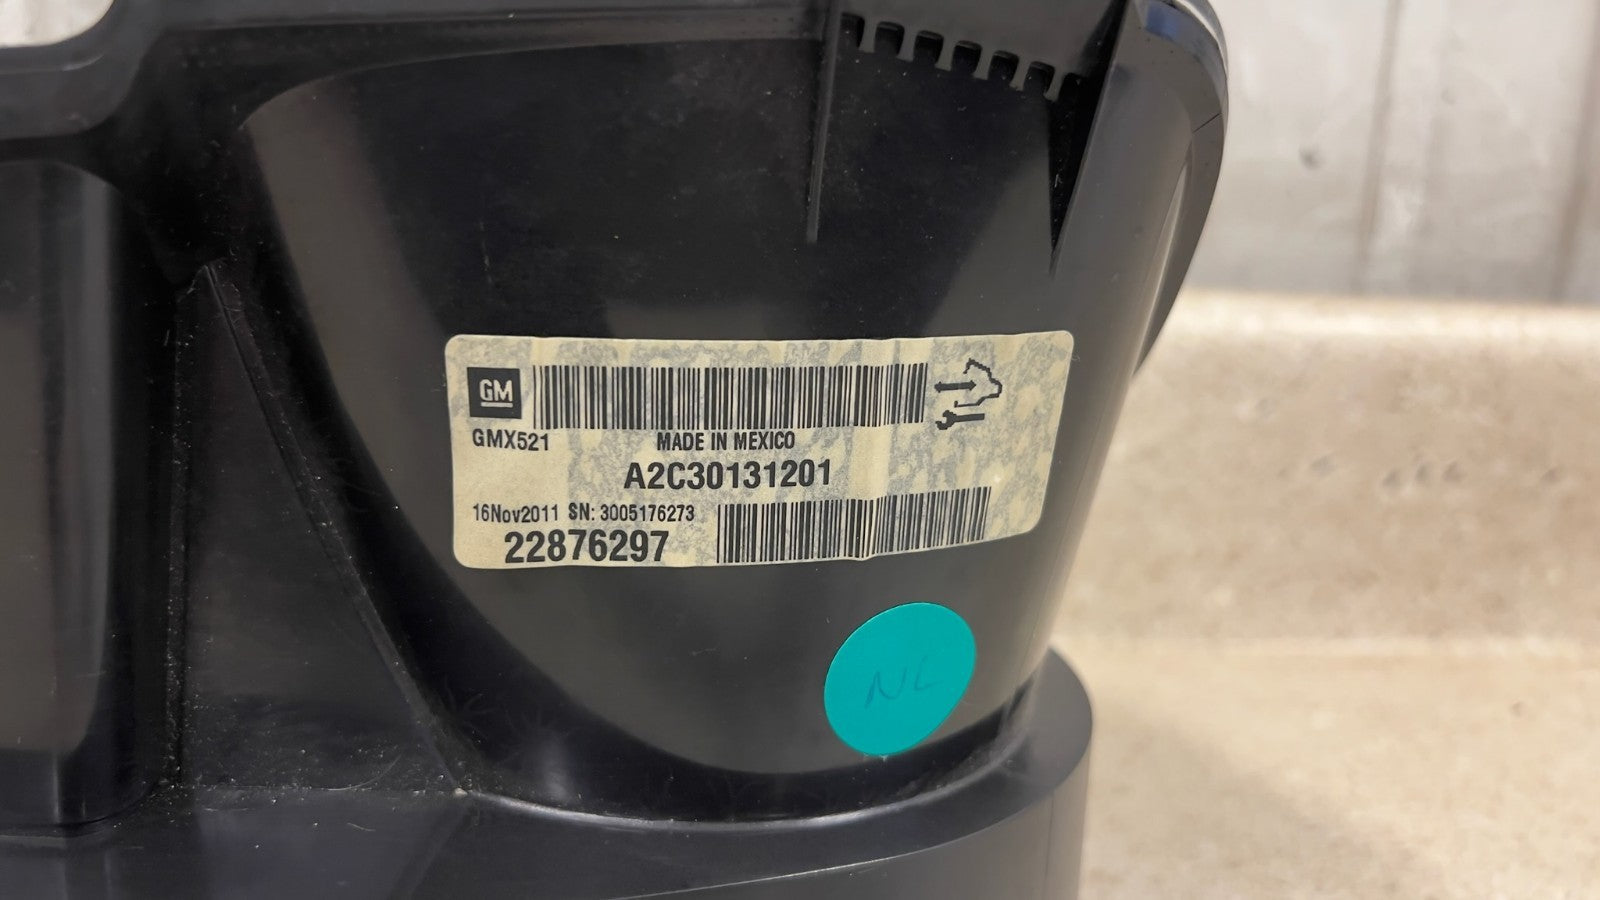 GM
GMX521
MADE IN MEXICO
A2C30131201
16Nov2011 SN: 3005176273
22876297
NL